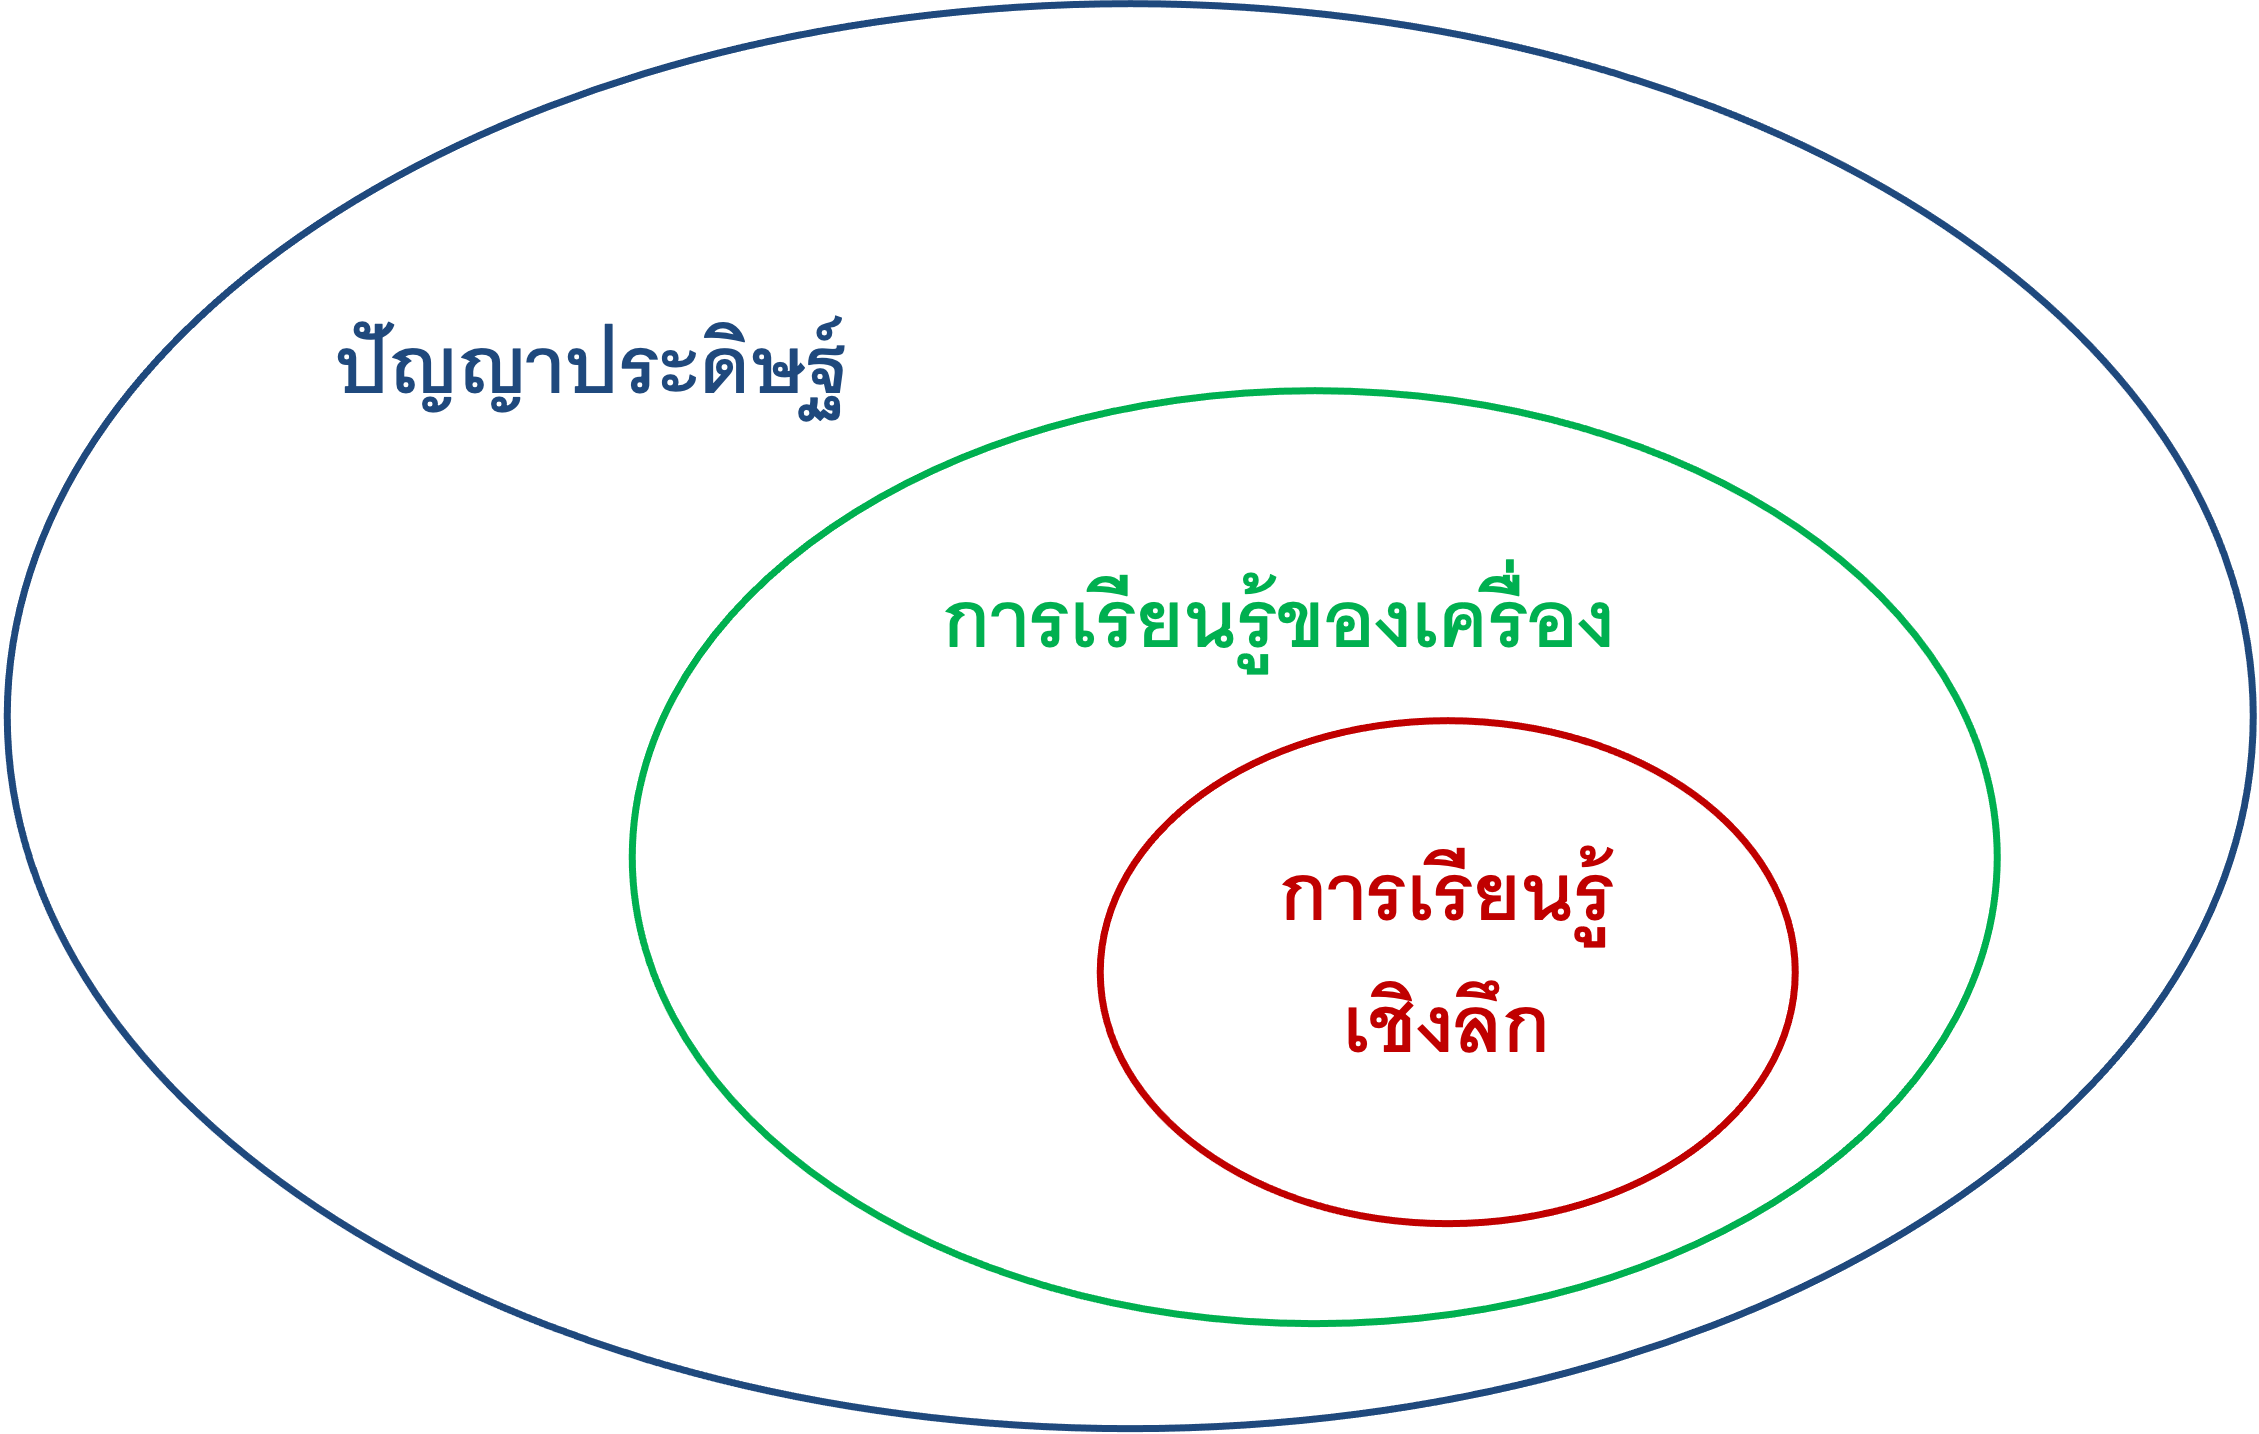 ปัญญาประดิษฐ์
การเรียนรู้ของเครื่อง
การเรียนรู้
เชิงลึก